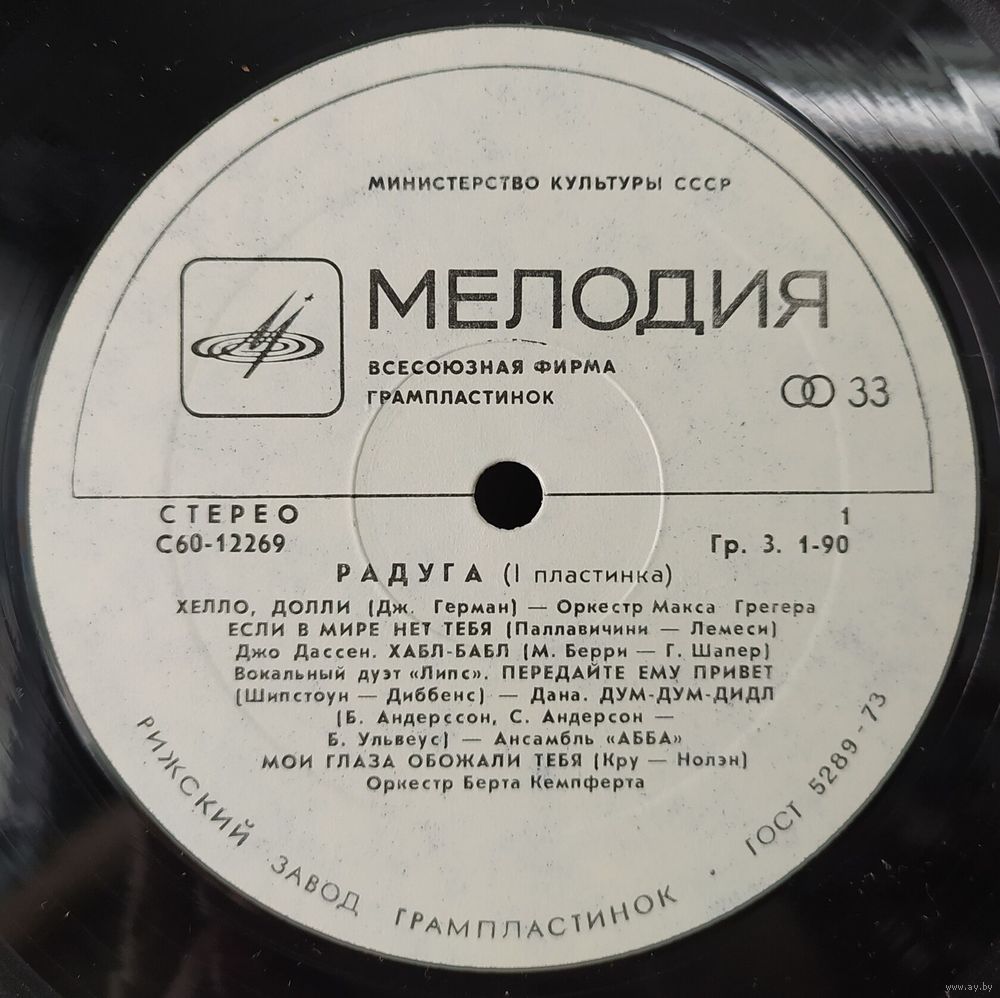 МИНИСТЕРСТВО КУЛЬТУРЫ СССР
МЕЛОДИЯ
ВСЕСОЮЗНАЯ ФИРМА
ГРАМПЛАСТИНОК
33
СТЕРЕО
1
С60-12269
Гр. 3. 1-90
РАДУГА (I пластинка)
ХЕЛЛО, ДОЛЛИ (Дж. Герман) — Оркестр Макса Грегера
ЕСЛИ В МИРЕ НЕТ ТЕБЯ (Паллавичини — Лемеси)
Джо Дассен. ХАБЛ-БАБЛ (М. Берри — Г. Шапер)
Вокальный дуэт «Липс». ПЕРЕДАЙТЕ ЕМУ ПРИВЕТ
(Шипстоун — Диббенс) — Дана. ДУМ-ДУМ-ДИДЛ
(Б. Андерссон, С. Андерсон —
Б. Ульвеус) — Ансамбль «АББА»
МОИ ГЛАЗА ОБОЖАЛИ ТЕБЯ (Кру — Нолэн)
Оркестр Берта Кемпферта
РИЖСКИЙ ЗАВОД ГРАМПЛАСТИНОК · ГОСТ 5289-73
www.ay.by